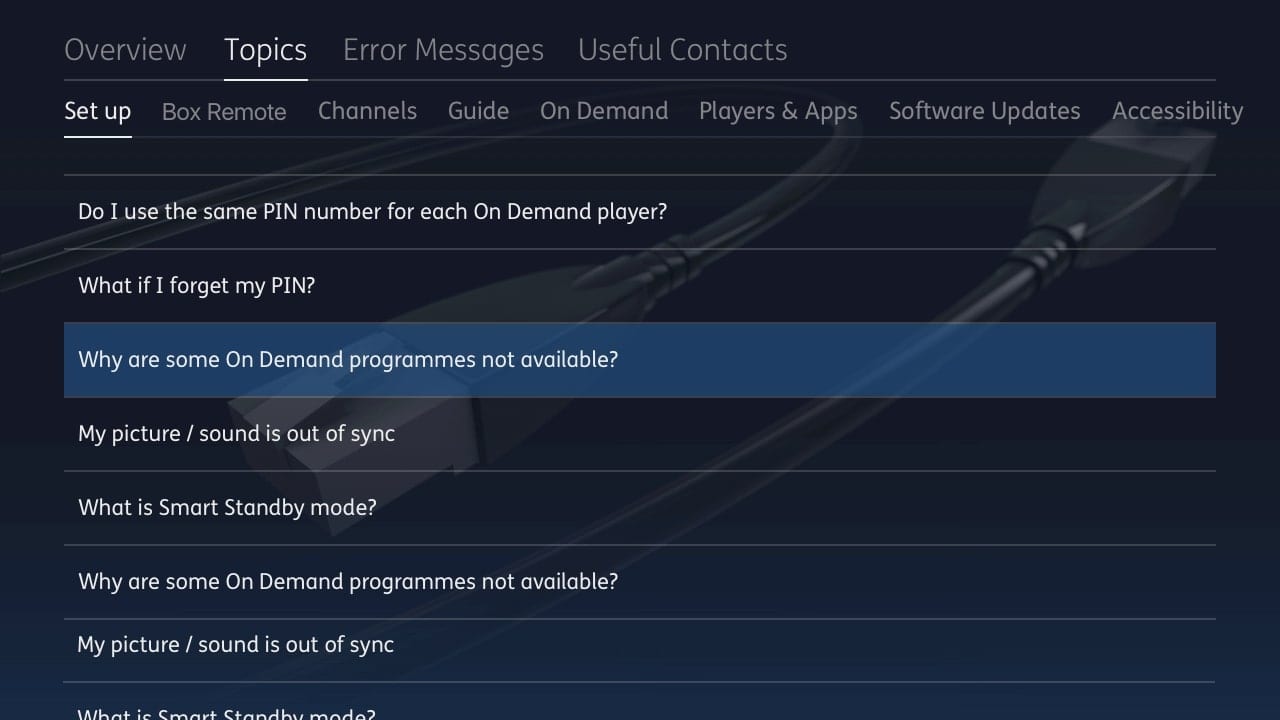 Overview Topics Error Messages Useful Contacts
Set up Box Remote Channels Guide On Demand Players & Apps Software Updates Accessibility
Do I use the same PIN number for each On Demand player?
What if I forget my PIN?
Why are some On Demand programmes not available?
My picture / sound is out of sync
What is Smart Standby mode?
Why are some On Demand programmes not available?
My picture / sound is out of sync
What is Smart Standby mode?